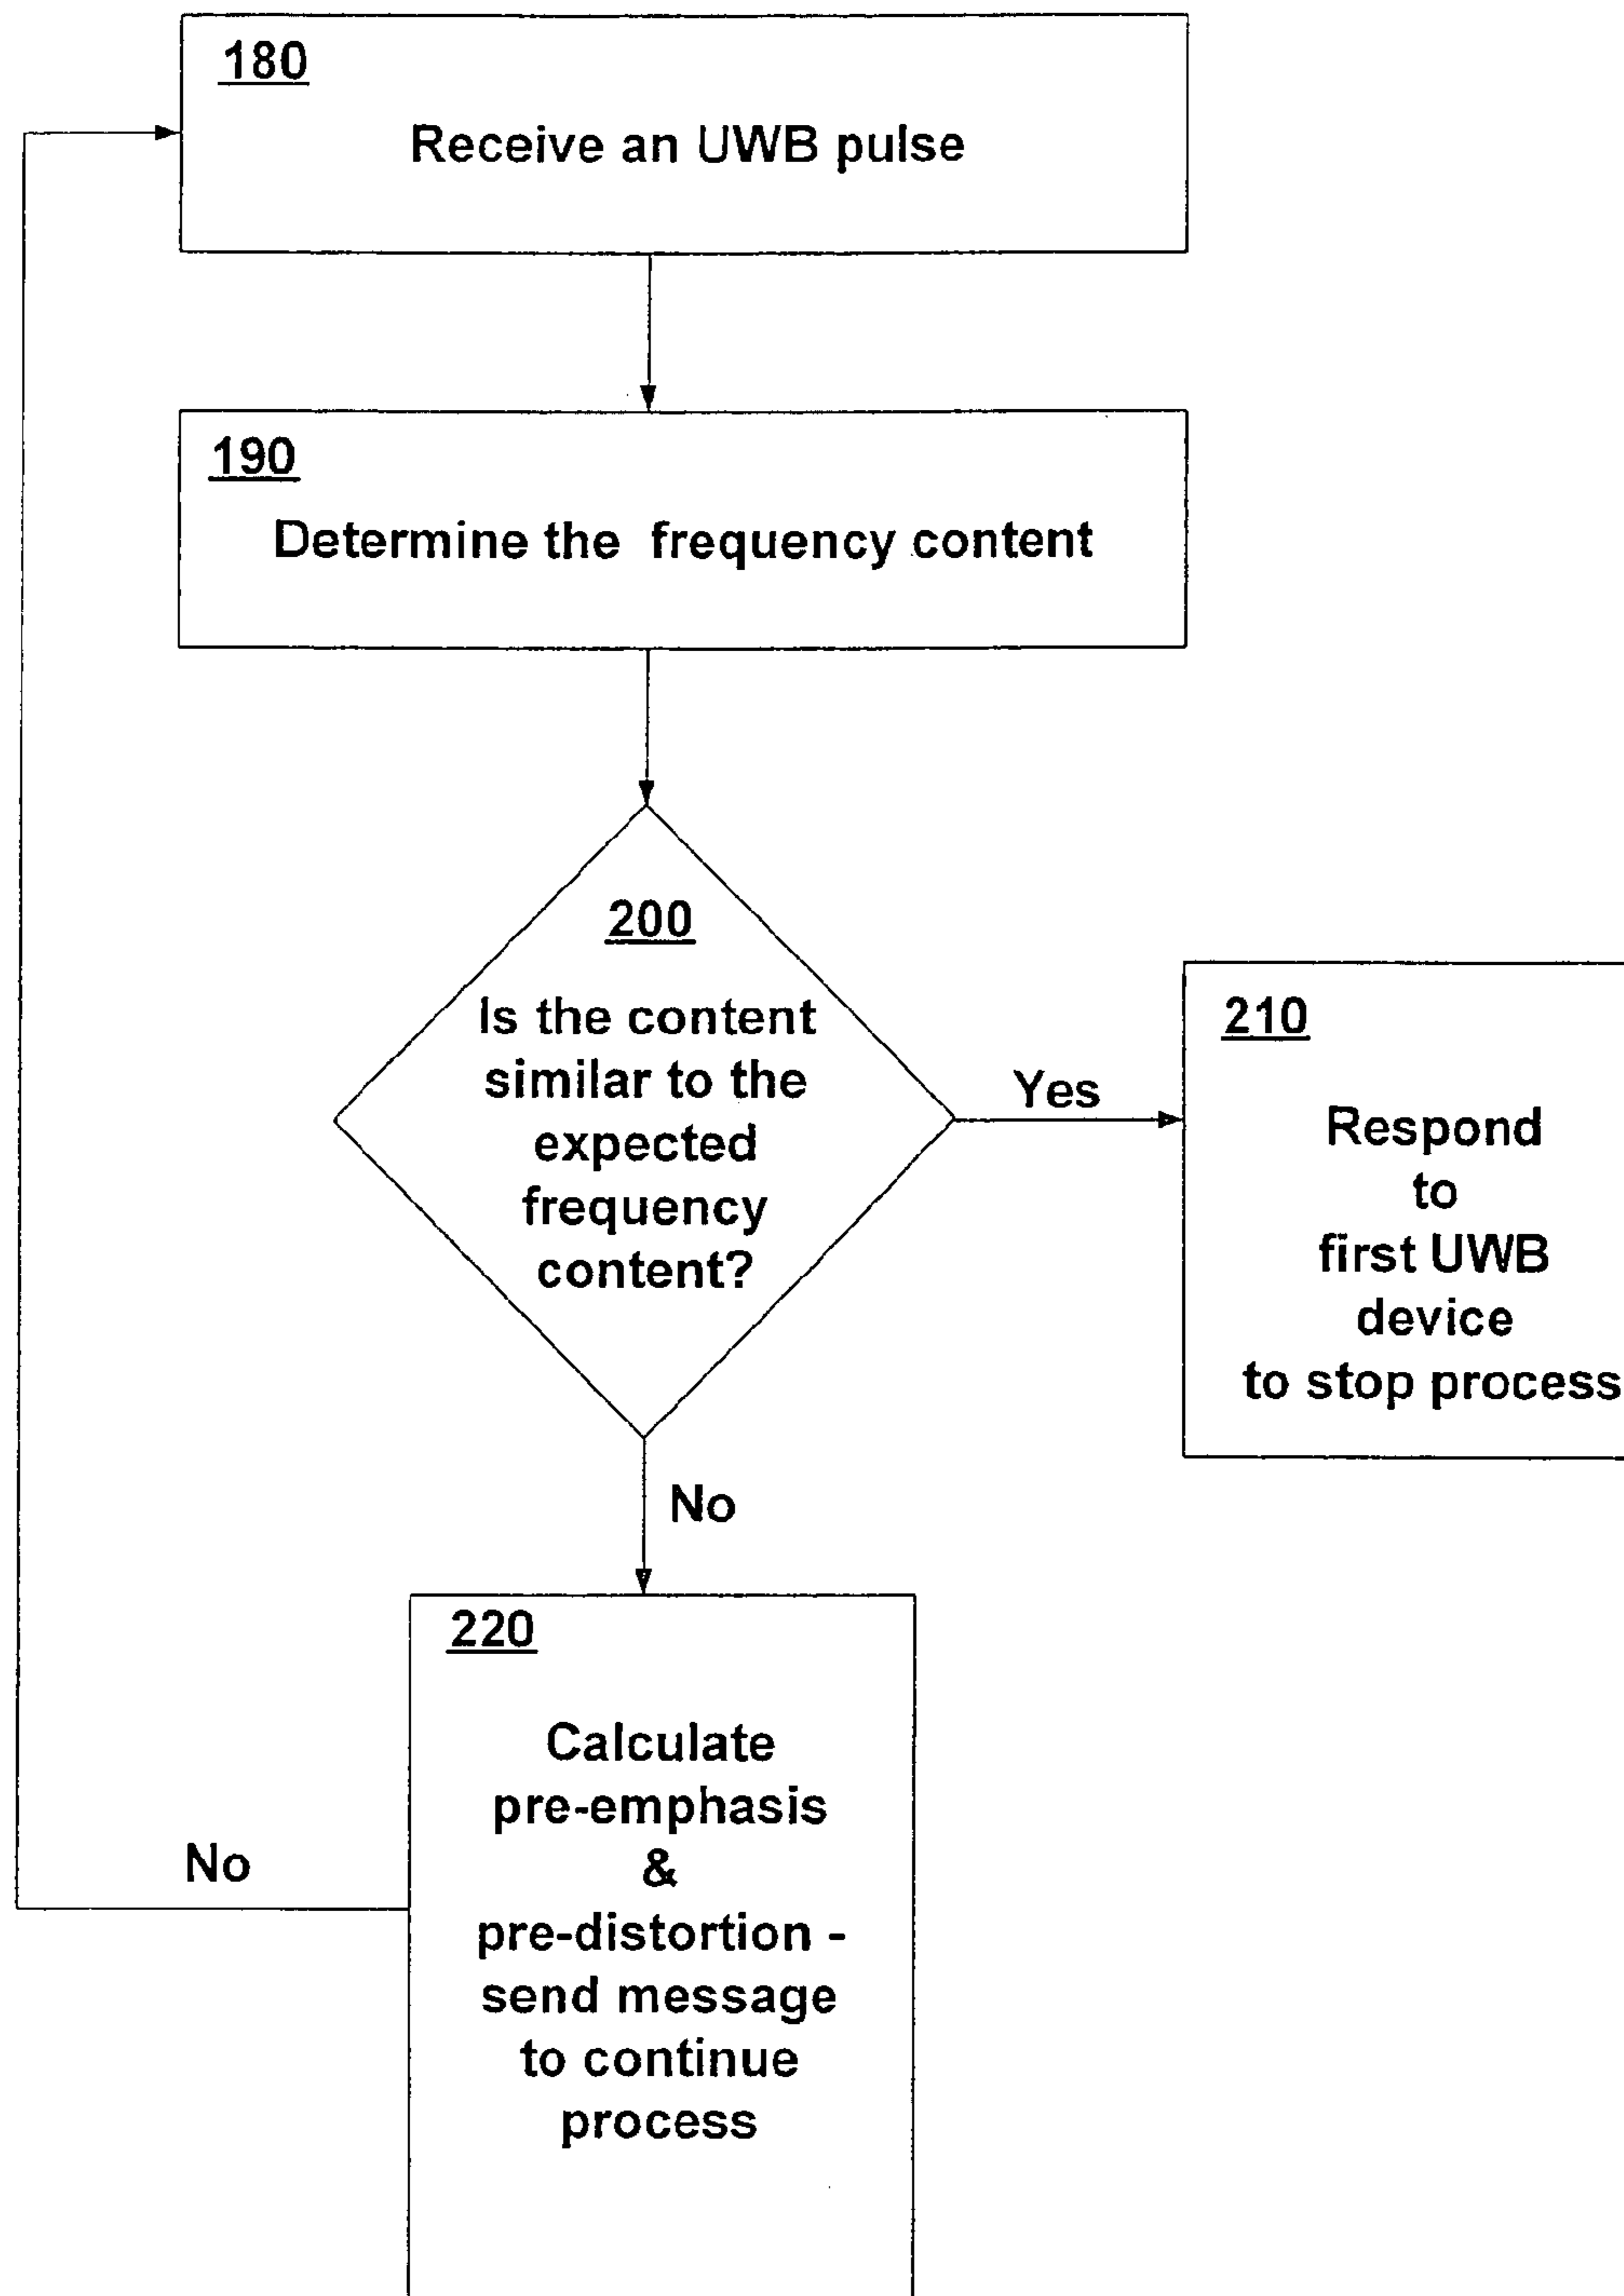 180
Receive an UWB pulse
190
Determine the frequency content
200
Is the content
similar to the
expected
frequency
content?
Yes
210
Respond
to
first UWB
device
to stop process
No
220
Calculate
pre-emphasis
&
pre-distortion -
send message
to continue
process
No